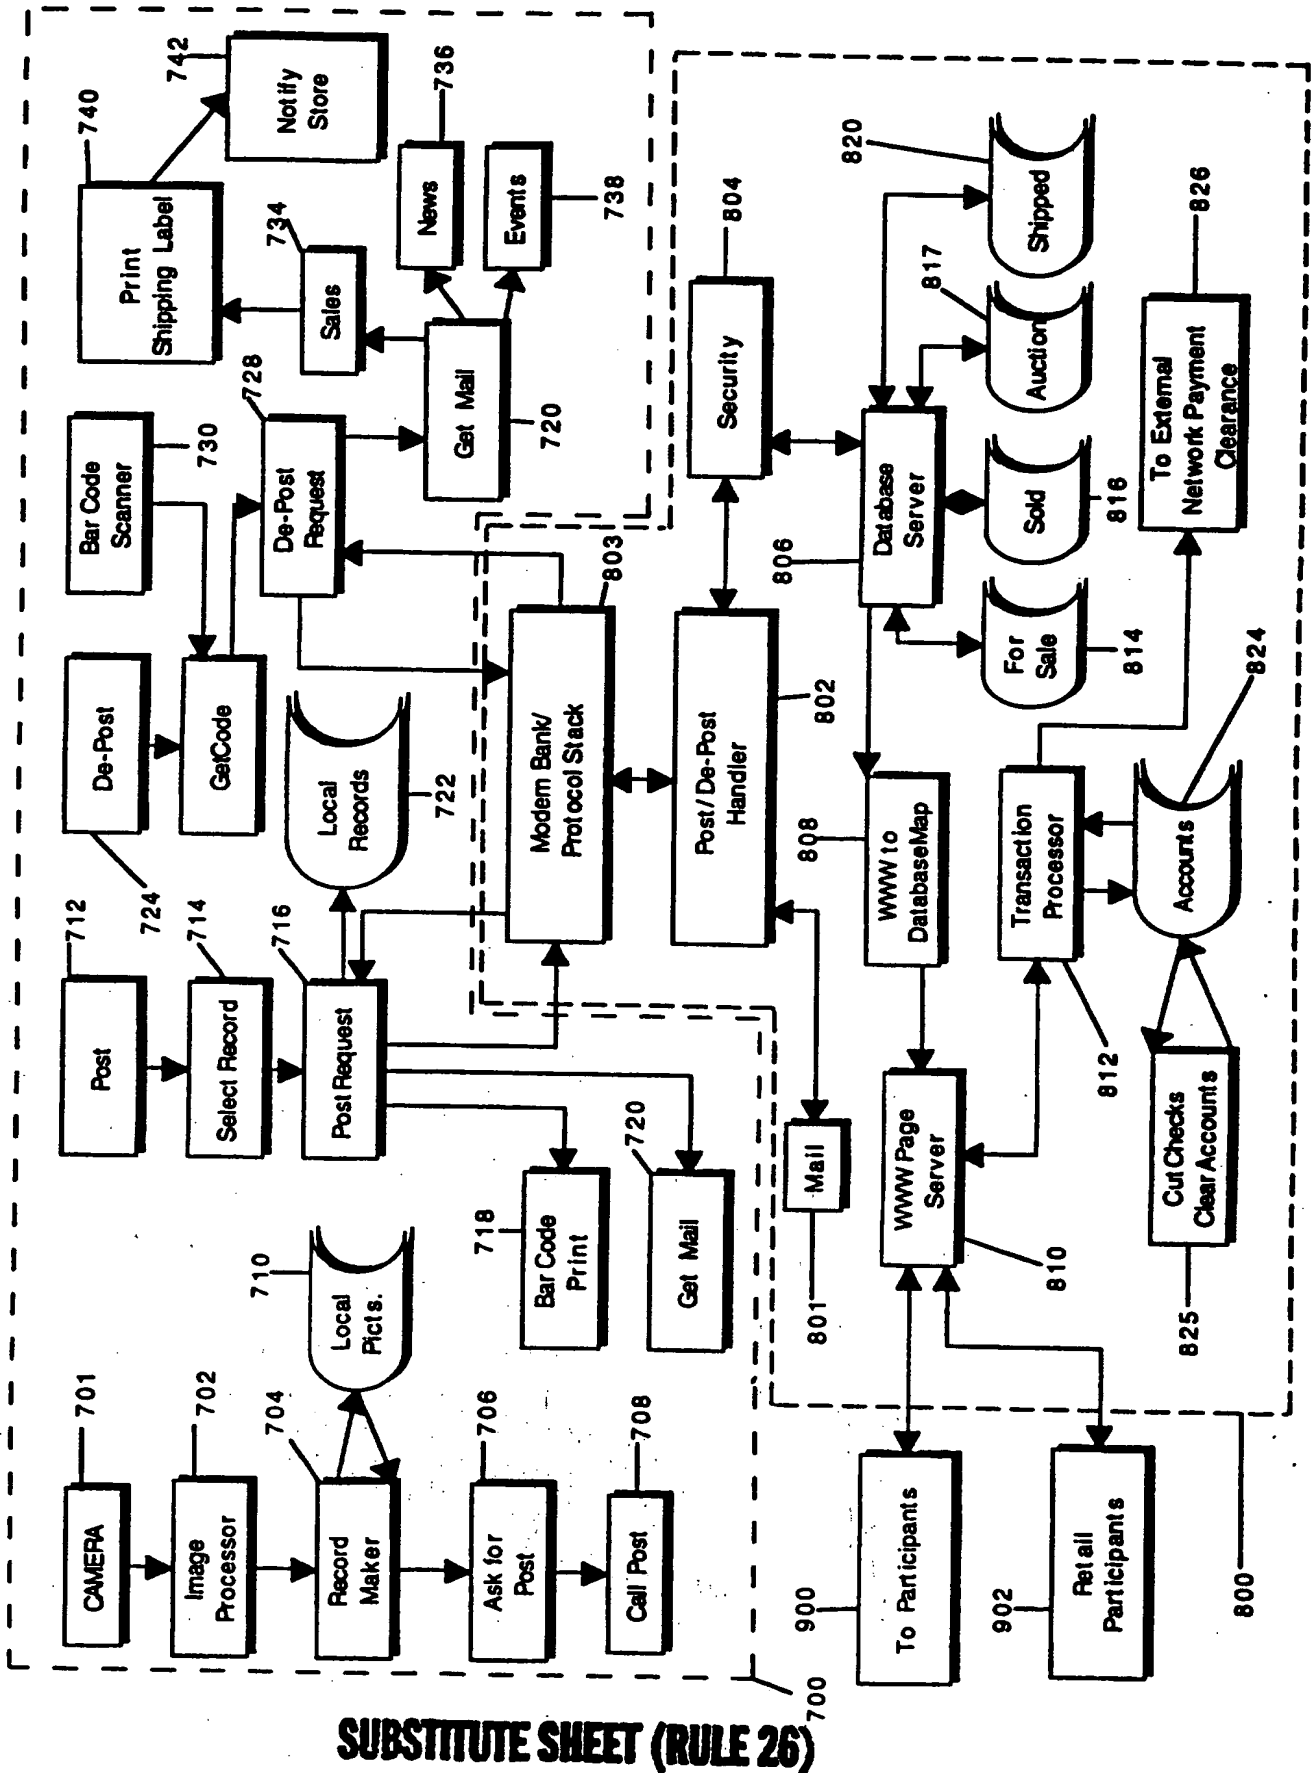 CAMERA
701
Image
Processor
702
Record
Maker
704
Local
Picts.
710
Ask for
Post
706
Call Post
708
Post
712
Select Record
714
Post Request
716
Bar Code
Print
718
Get Mail
720
De-Post
724
GetCode
Local
Records
722
Bar Code
Scanner
730
De-Post
Request
728
Get Mail
720
Print
Shipping Label
740
Notify
Store
742
Sales
734
News
736
Events
738
700
Modem Bank/
Protocol Stack
803
Post/De-Post
Handler
802
Security
804
Mail
801
Database
Server
806
WWW to
DatabaseMap
808
WWW Page
Server
810
For
Sale
814
Sold
816
Auction
817
Shipped
820
Transaction
Processor
812
Accounts
824
Cut Checks
Clear Accounts
825
To External
Network Payment
Clearance
826
To Participants
900
Retail
Participants
902
800
SUBSTITUTE SHEET (RULE 26)